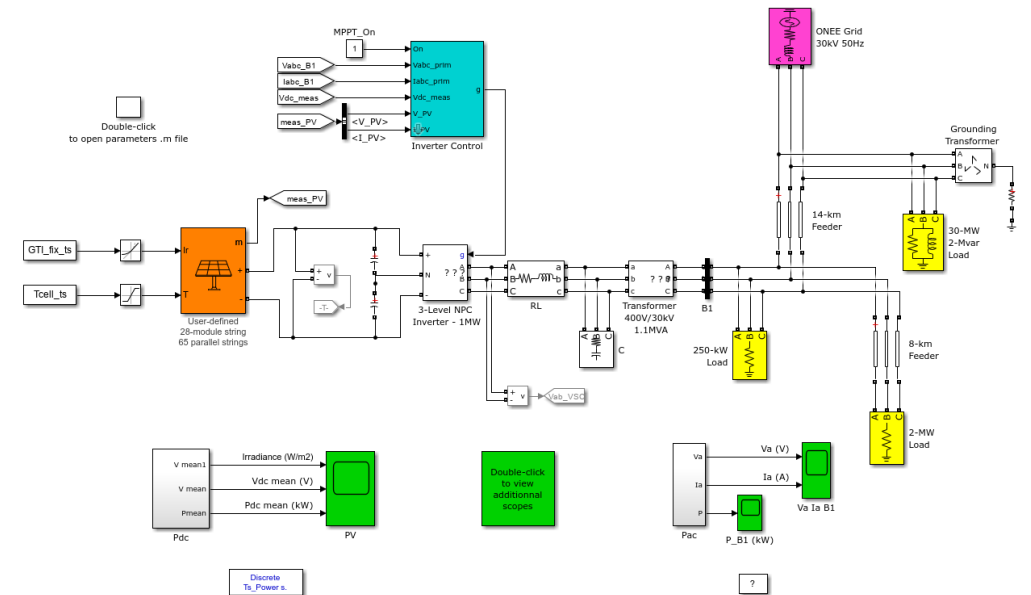 MPPT_On
1
Vabc_B1
Iabc_B1
Vdc_meas
meas_PV
<V_PV>
<I_PV>
On
Vabc_prim
Iabc_prim
Vdc_meas
V_PV
I_PV
g
Inverter Control
ONEE Grid
30kV 50Hz
A B C
Double-click
to open parameters .m file
Grounding
Transformer
A
B
C
N
14-km
Feeder
A B C
30-MW
2-Mvar
Load
meas_PV
GTI_fix_ts
Tcell_ts
Ir
T
m
+
-
User-defined
28-module string
65 parallel strings
+
-
v
-T-
+
N
-
g
A
B
C
? ? ?
3-Level NPC
Inverter - 1MW
A
B
C
a
b
c
RL
A B C
C
a
b
c
A
B
C
? ? ?
Transformer
400V/30kV
1.1MVA
B1
A B C
250-kW
Load
8-km
Feeder
A B C
2-MW
Load
+
-
v
Vab_VSC
V mean1
V mean
Pmean
Pdc
Irradiance (W/m2)
Vdc mean (V)
Pdc mean (kW)
PV
Double-click
to view
additionnal
scopes
Va
Ia
P
Pac
Va (V)
Ia (A)
Va Ia B1
P_B1 (kW)
Discrete
Ts_Power s.
?